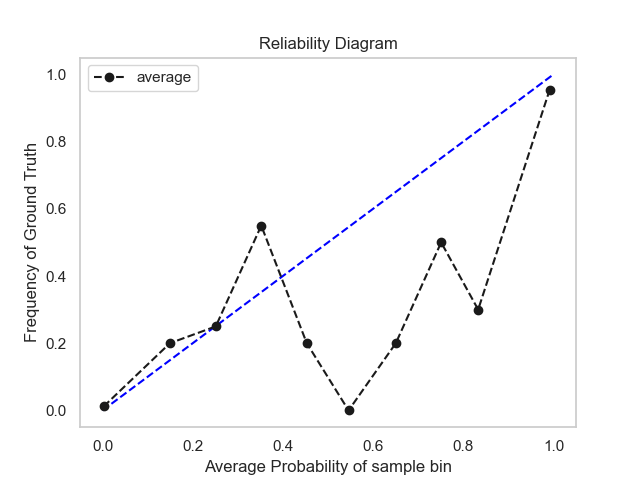 Reliability Diagram
average
Frequency of Ground Truth
1.0
0.8
0.6
0.4
0.2
0.0
0.0 0.2 0.4 0.6 0.8 1.0
Average Probability of sample bin